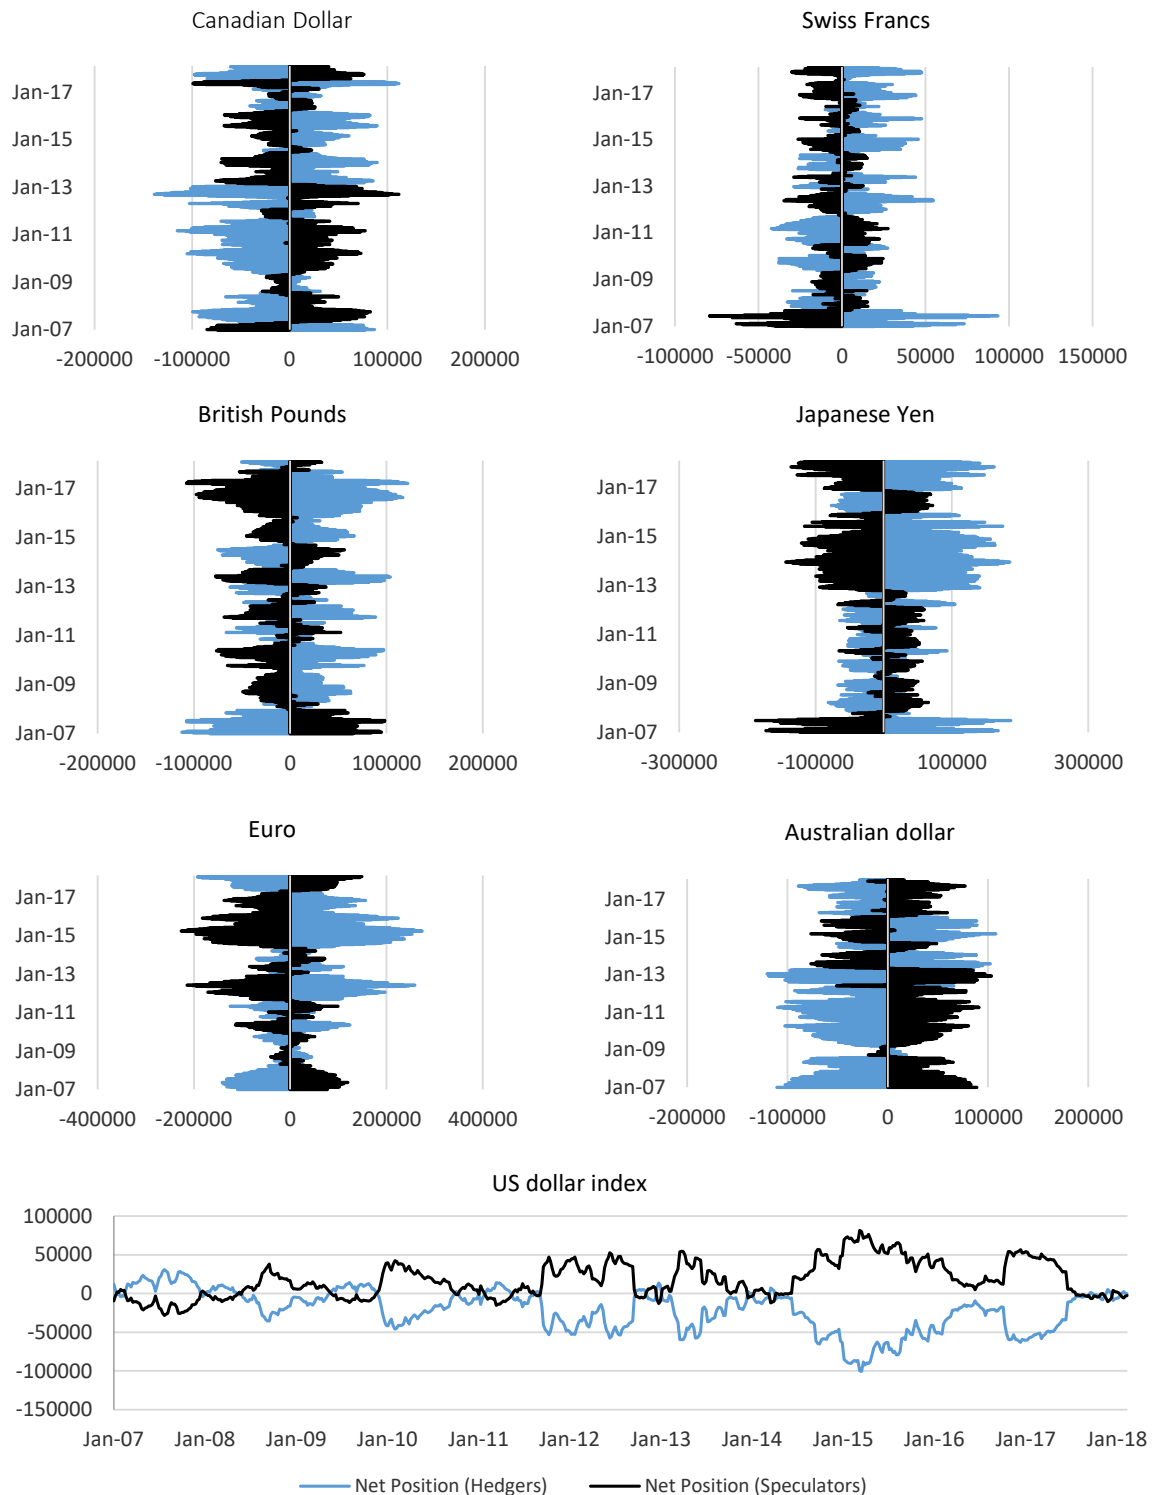 Canadian Dollar
Jan-17
Jan-15
Jan-13
Jan-11
Jan-09
Jan-07
-200000 -100000 0 100000 200000
Swiss Francs
Jan-17
Jan-15
Jan-13
Jan-11
Jan-09
Jan-07
-100000 -50000 0 50000 100000 150000
British Pounds
Jan-17
Jan-15
Jan-13
Jan-11
Jan-09
Jan-07
-200000 -100000 0 100000 200000
Japanese Yen
Jan-17
Jan-15
Jan-13
Jan-11
Jan-09
Jan-07
-300000 -100000 100000 300000
Euro
Jan-17
Jan-15
Jan-13
Jan-11
Jan-09
Jan-07
-400000 -200000 0 200000 400000
Australian dollar
Jan-17
Jan-15
Jan-13
Jan-11
Jan-09
Jan-07
-200000 -100000 0 100000 200000
US dollar index
100000
50000
0
-50000
-100000
-150000
Jan-07 Jan-08 Jan-09 Jan-10 Jan-11 Jan-12 Jan-13 Jan-14 Jan-15 Jan-16 Jan-17 Jan-18
Net Position (Hedgers) Net Position (Speculators)